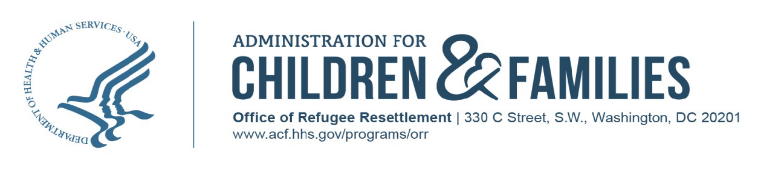 DEPARTMENT OF HEALTH & HUMAN SERVICES · USA
ADMINISTRATION FOR
CHILDREN & FAMILIES
Office of Refugee Resettlement | 330 C Street, S.W., Washington, DC 20201
www.acf.hhs.gov/programs/orr